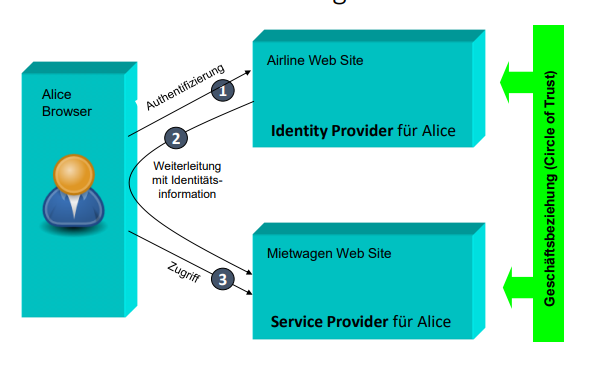 Alice
Browser
Authentifizierung
1
Airline Web Site
Identity Provider für Alice
2
Weiterleitung
mit Identitäts-
information
Zugriff
3
Mietwagen Web Site
Service Provider für Alice
Geschäftsbeziehung (Circle of Trust)